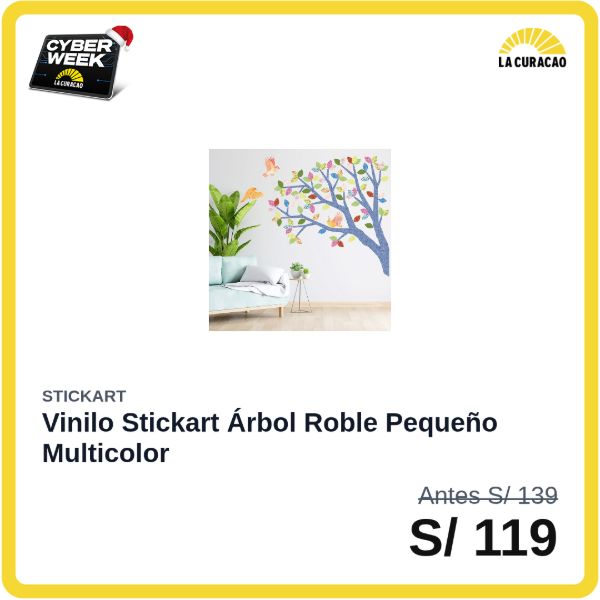 CYBER
WEEK
LA CURACAO
LA CURACAO
STICKART
Vinilo Stickart Árbol Roble Pequeño
Multicolor
Antes S/ 139
S/ 119